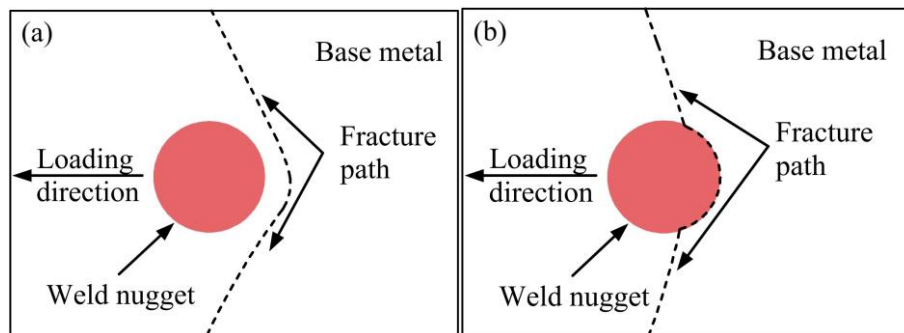 (a)
Base metal
Fracture
path
Loading
direction
Weld nugget
(b)
Base metal
Fracture
path
Loading
direction
Weld nugget